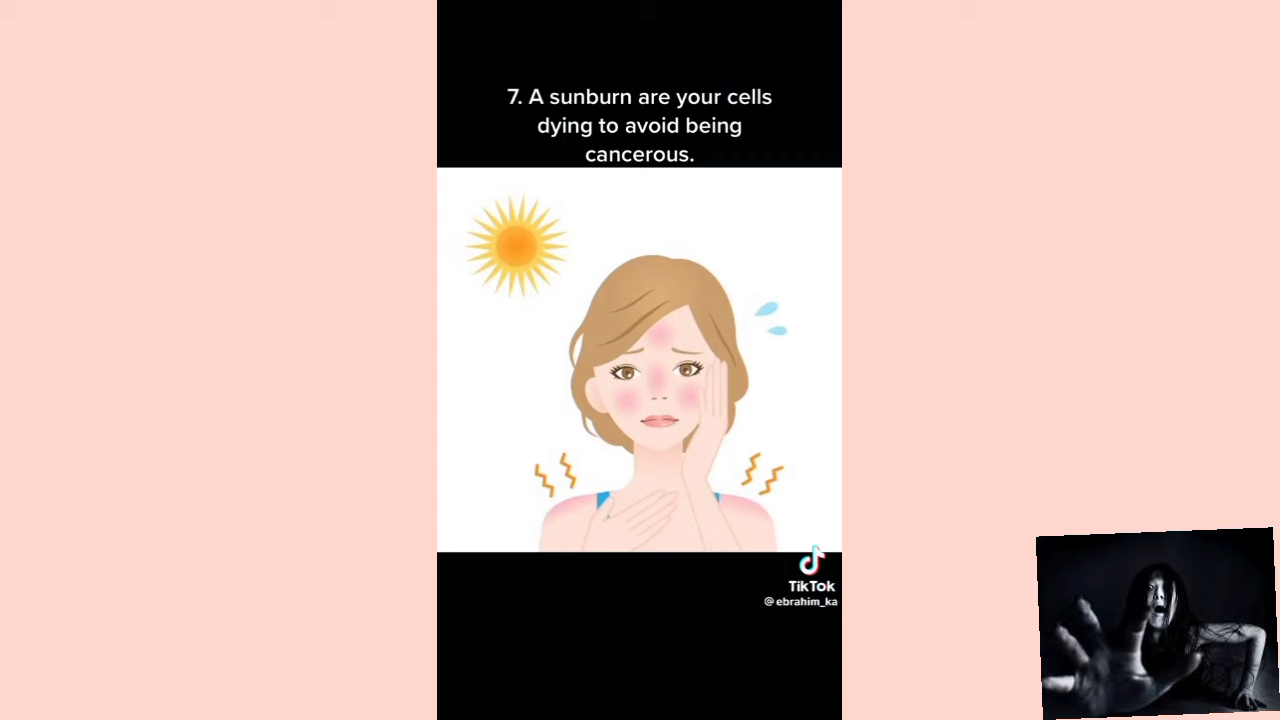 7. A sunburn are your cells
dying to avoid being
cancerous.
TikTok
@ebrahim_ka